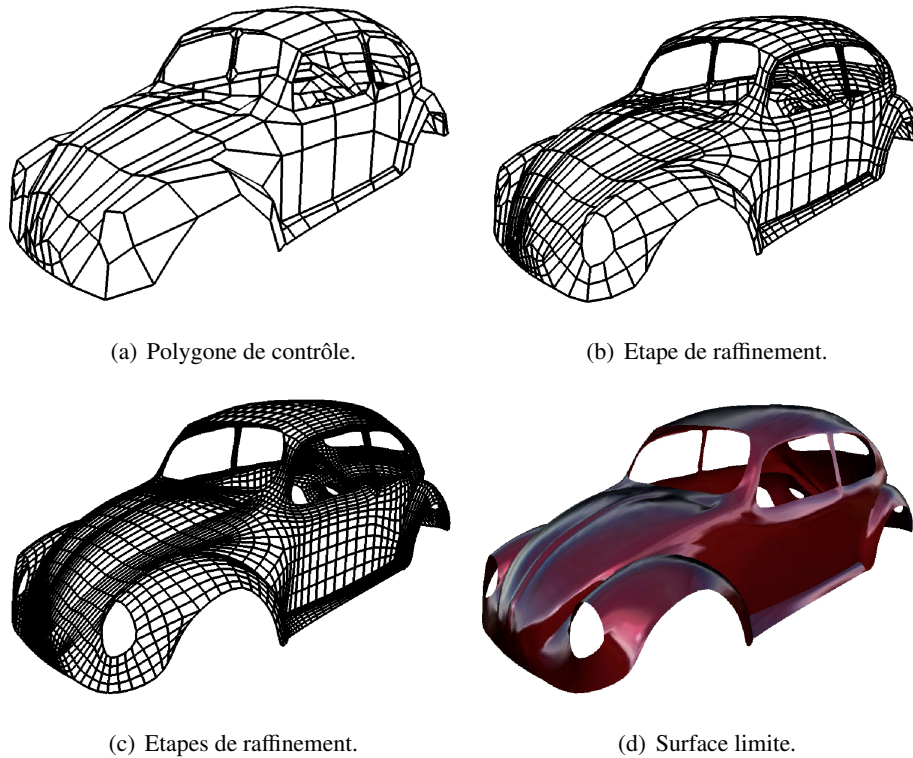 (a) Polygone de contrôle.
(b) Etape de raffinement.
(c) Etapes de raffinement.
(d) Surface limite.